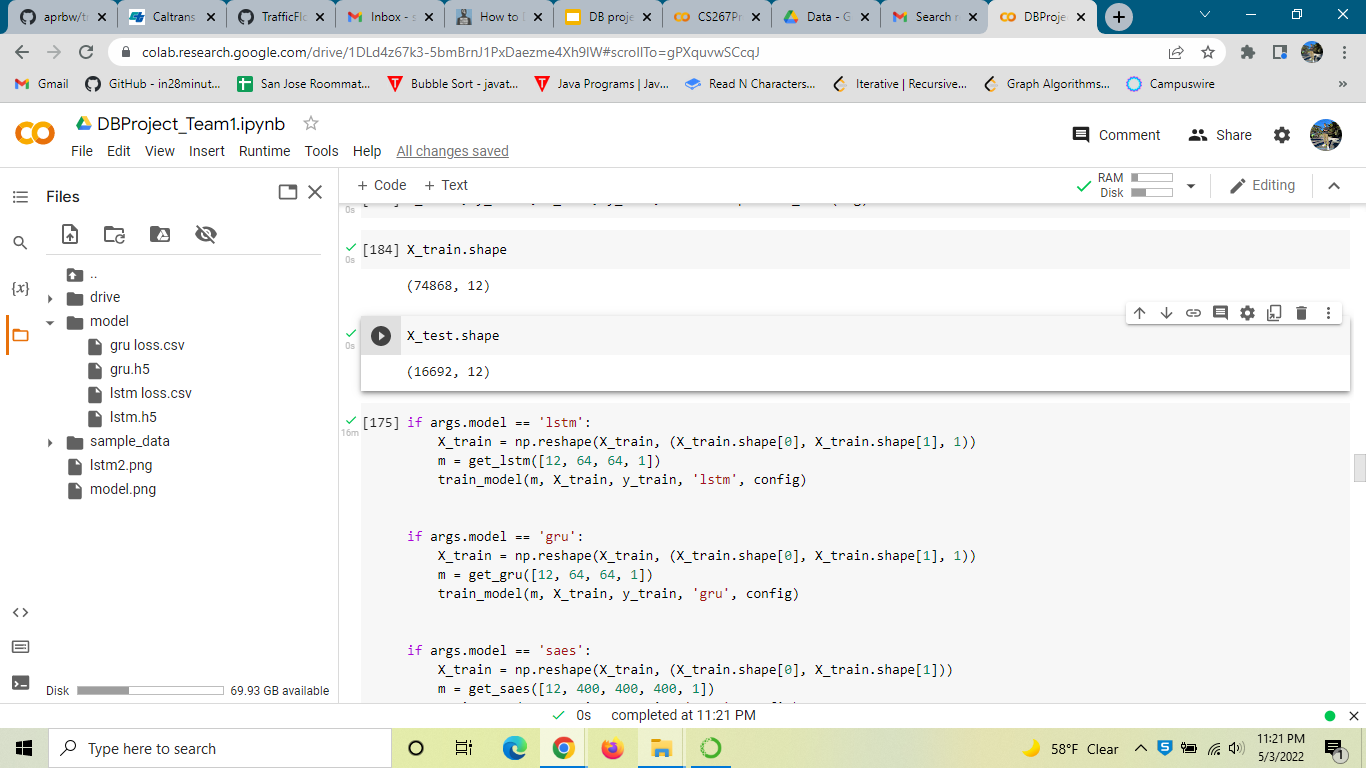 aprbw/tr
Caltrans
TrafficFlo
Inbox - s
How to
DB proje
CS267Pr
Data - G
Search r
DBProje
colab.research.google.com/drive/1DLd4z67k3-5bmBrnJ1PxDaezme4Xh9lW#scrollTo=gPXquvwSCcqJ
Gmail
GitHub - in28minut...
San Jose Roommat...
Bubble Sort - javat...
Java Programs | Jav...
Read N Characters...
Iterative | Recursive...
Graph Algorithms...
Campuswire
»
DBProject_Team1.ipynb
Comment
Share
File Edit View Insert Runtime Tools Help All changes saved
Files
+ Code + Text
RAM
Disk
Editing
0s
[184] X_train.shape
0s
(74868, 12)
X_test.shape
0s
(16692, 12)
[175] if args.model == 'lstm':
16m
X_train = np.reshape(X_train, (X_train.shape[0], X_train.shape[1], 1))
m = get_lstm([12, 64, 64, 1])
train_model(m, X_train, y_train, 'lstm', config)
if args.model == 'gru':
X_train = np.reshape(X_train, (X_train.shape[0], X_train.shape[1], 1))
m = get_gru([12, 64, 64, 1])
train_model(m, X_train, y_train, 'gru', config)
if args.model == 'saes':
X_train = np.reshape(X_train, (X_train.shape[0], X_train.shape[1]))
m = get_saes([12, 400, 400, 400, 1])
{x}
..
drive
model
gru loss.csv
gru.h5
lstm loss.csv
lstm.h5
sample_data
lstm2.png
model.png
<>
Disk 69.93 GB available
0s completed at 11:21 PM
Type here to search
58°F Clear
11:21 PM
5/3/2022
1